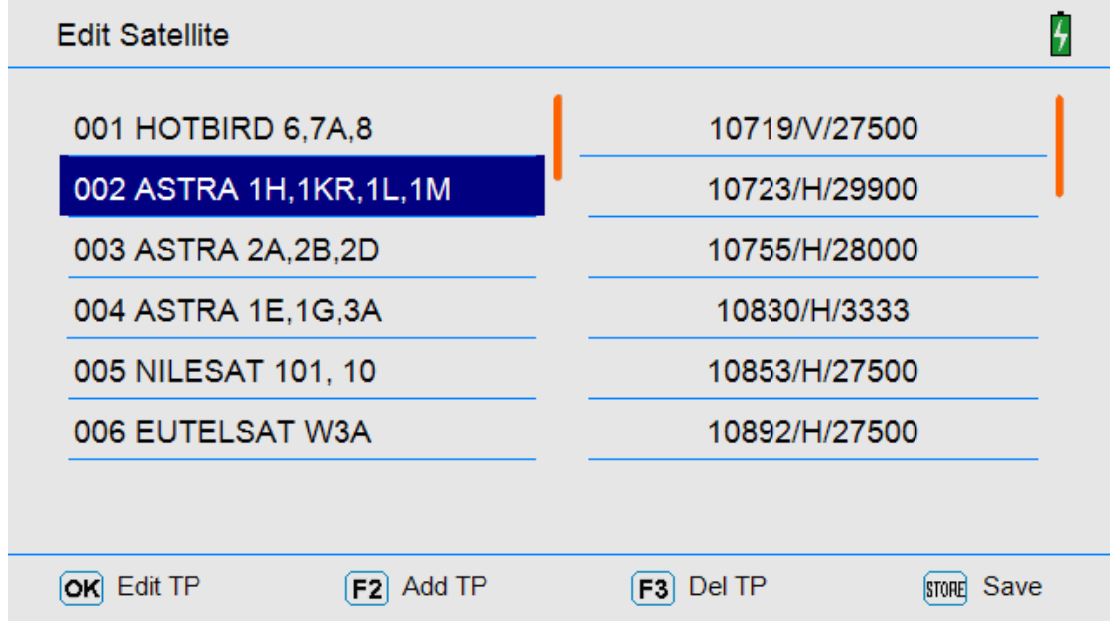 Edit Satellite
001 HOTBIRD 6,7A,8
10719/V/27500
002 ASTRA 1H,1KR,1L,1M
10723/H/29900
003 ASTRA 2A,2B,2D
10755/H/28000
004 ASTRA 1E,1G,3A
10830/H/3333
005 NILESAT 101, 10
10853/H/27500
006 EUTELSAT W3A
10892/H/27500
OK Edit TP F2 Add TP F3 Del TP STORE Save